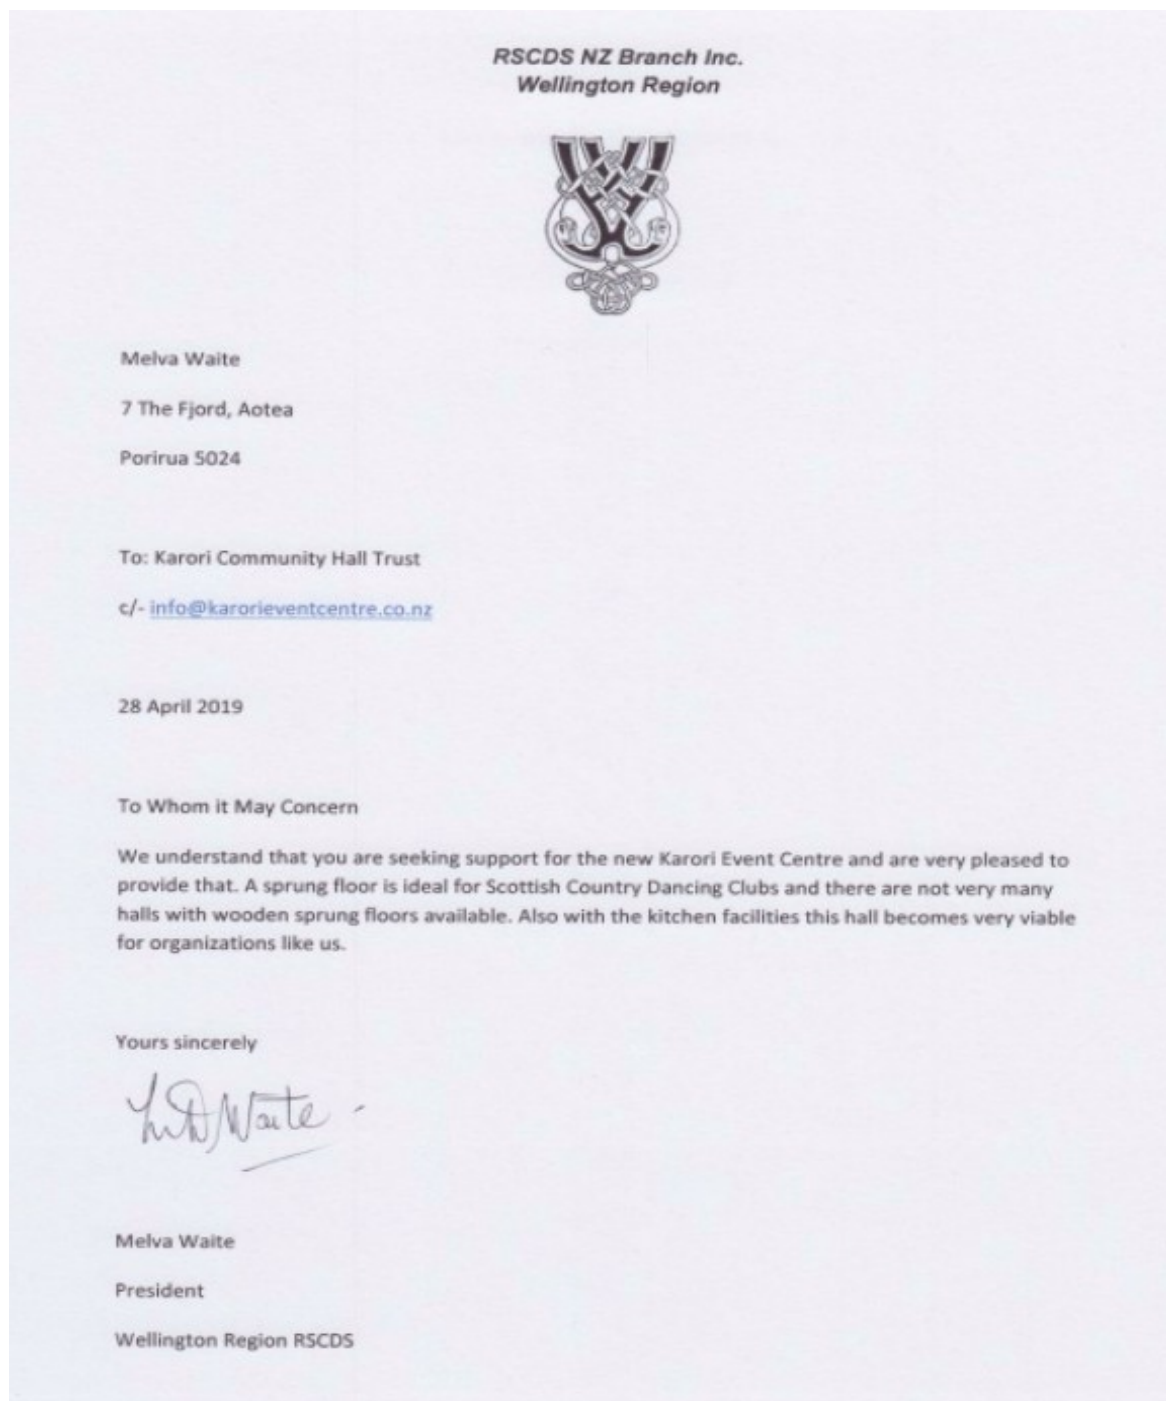 RSCDS NZ Branch Inc.
Wellington Region
Melva Waite
7 The Fjord, Aotea
Porirua 5024
To: Karori Community Hall Trust
c/- info@karorieventcentre.co.nz
28 April 2019
To Whom it May Concern
We understand that you are seeking support for the new Karori Event Centre and are very pleased to
provide that. A sprung floor is ideal for Scottish Country Dancing Clubs and there are not very many
halls with wooden sprung floors available. Also with the kitchen facilities this hall becomes very viable
for organizations like us.
Yours sincerely
MDWaite
Melva Waite
President
Wellington Region RSCDS